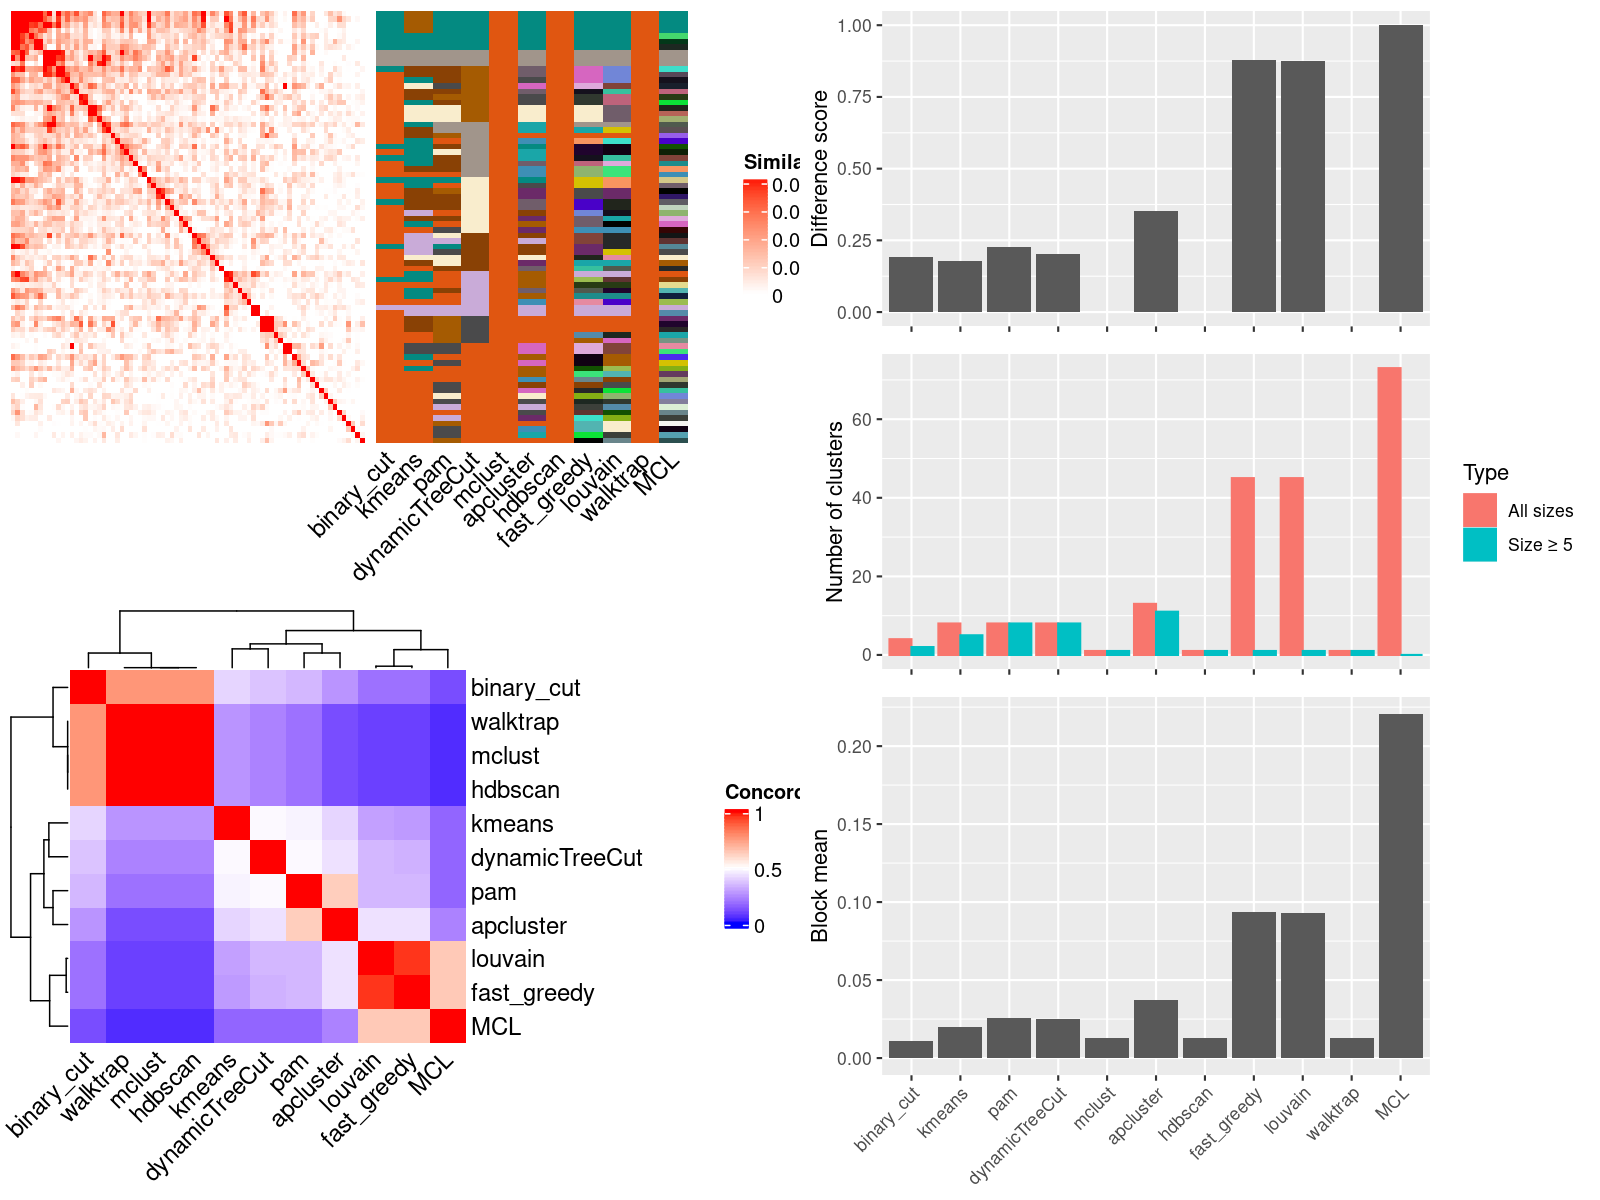 Simila
0.0
0.0
0.0
0.0
0
binary_cut
kmeans
pam
dynamicTreeCut
mclust
apcluster
hdbscan
fast_greedy
louvain
walktrap
MCL
binary_cut
walktrap
mclust
hdbscan
kmeans
dynamicTreeCut
pam
apcluster
louvain
fast_greedy
MCL
binary_cut
walktrap
mclust
hdbscan
kmeans
dynamicTreeCut
pam
apcluster
louvain
fast_greedy
MCL
Concord
1
0.5
0
Difference score
1.00
0.75
0.50
0.25
0.00
Number of clusters
60
40
20
0
Type
All sizes
Size ≥ 5
Block mean
0.20
0.15
0.10
0.05
0.00
binary_cut
kmeans
pam
dynamicTreeCut
mclust
apcluster
hdbscan
fast_greedy
louvain
walktrap
MCL